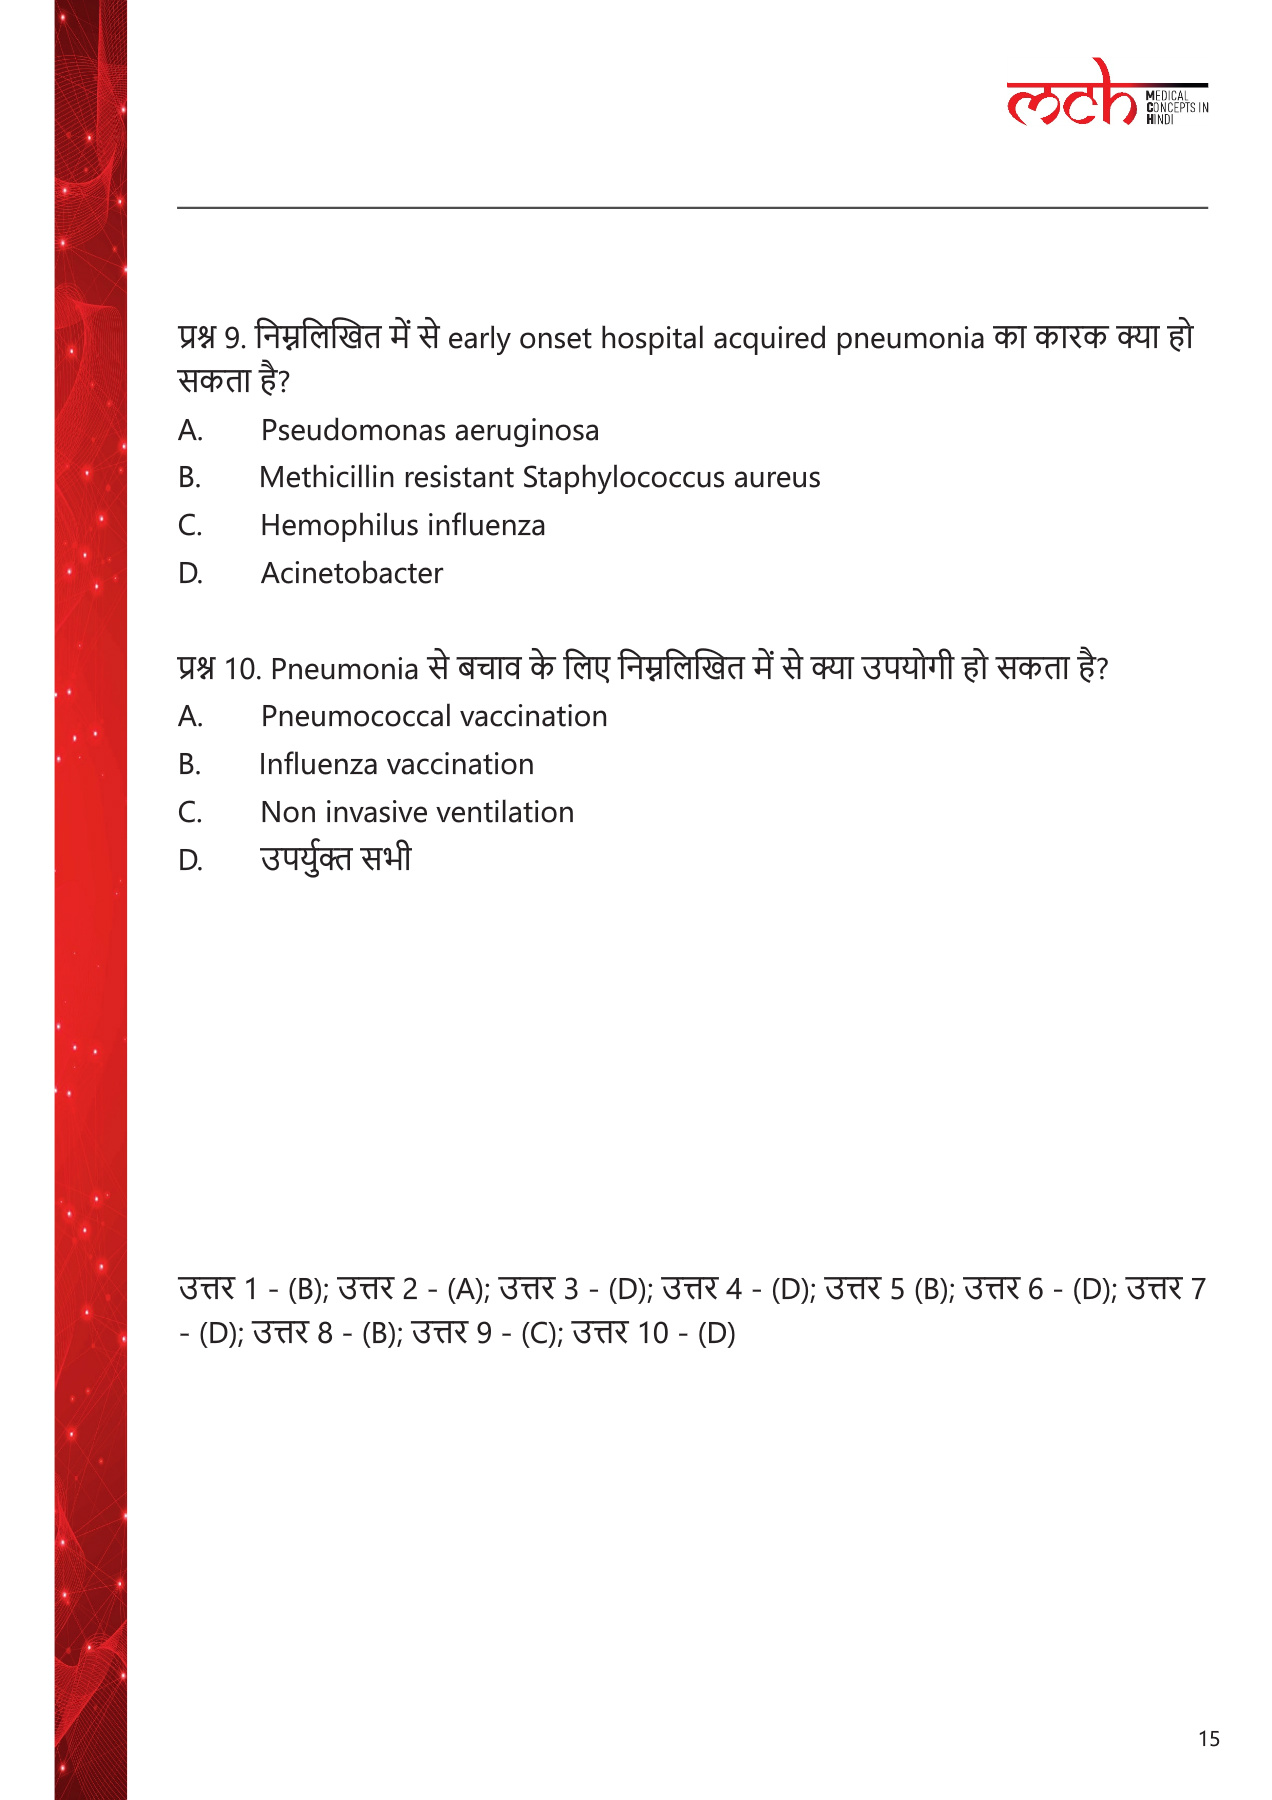 mch MEDICAL
CONCEPTS IN
HINDI
प्रश्न 9. निम्नलिखित में से early onset hospital acquired pneumonia का कारक क्या हो
सकता है?
A. Pseudomonas aeruginosa
B. Methicillin resistant Staphylococcus aureus
C. Hemophilus influenza
D. Acinetobacter
प्रश्न 10. Pneumonia से बचाव के लिए निम्नलिखित में से क्या उपयोगी हो सकता है?
A. Pneumococcal vaccination
B. Influenza vaccination
C. Non invasive ventilation
D. उपर्युक्त सभी
उत्तर 1 - (B); उत्तर 2 - (A); उत्तर 3 - (D); उत्तर 4 - (D); उत्तर 5 (B); उत्तर 6 - (D); उत्तर 7
- (D); उत्तर 8 - (B); उत्तर 9 - (C); उत्तर 10 - (D)
15